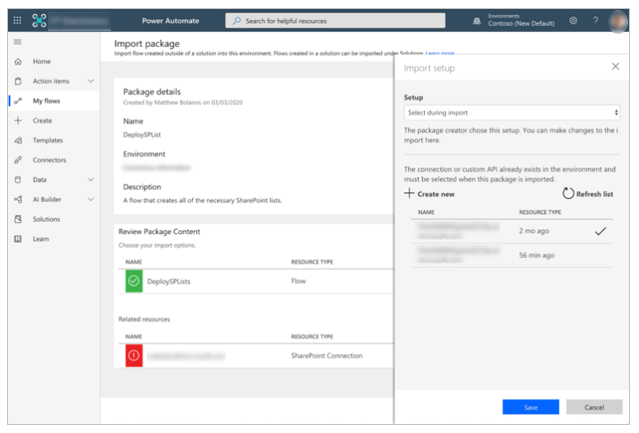 Power Automate
Search for helpful resources
Environments
Contoso (New Default)
?
Home
Action items
My flows
Create
Templates
Connectors
Data
AI Builder
Solutions
Learn
Import package
Import flow created outside of a solution into this environment. Flows created in a solution can be imported under Solutions. Learn more
Package details
Created by Matthew Bolanos on 03/03/2020
Name
DeploySPList
Environment
Description
A flow that creates all of the necessary SharePoint lists.
Review Package Content
Choose your import options.
NAME RESOURCE TYPE
DeploySPLists Flow
Related resources
NAME RESOURCE TYPE
SharePoint Connection
Import setup
Setup
Select during import
The package creator chose this setup. You can make changes to the i
mport here.
The connection or custom API already exists in the environment and
must be selected when this package is imported.
Create new Refresh list
NAME RESOURCE TYPE
2 mo ago
56 min ago
Save Cancel